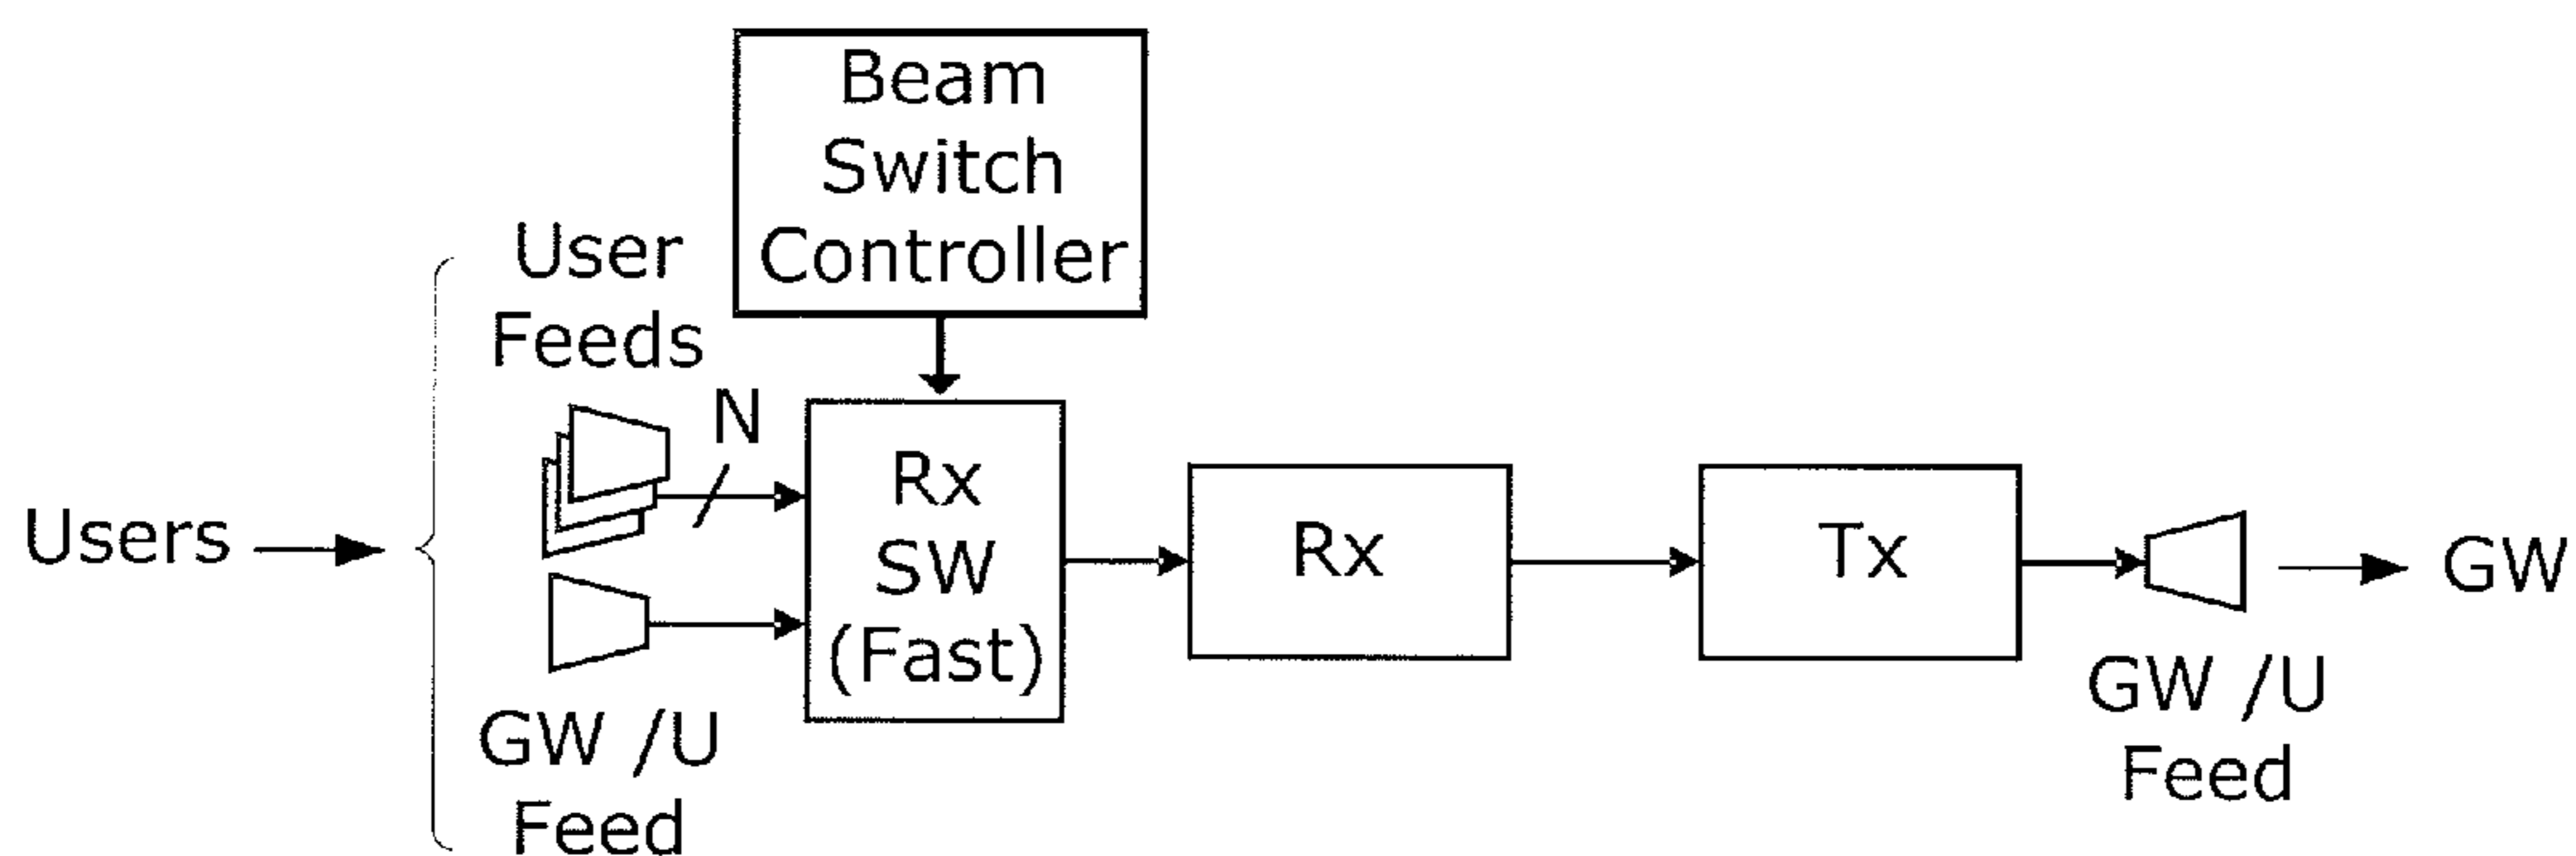 Beam
Switch
Controller
User
Feeds
N
Users
Rx
SW
(Fast)
Rx
Tx
GW
GW /U
Feed
GW /U
Feed